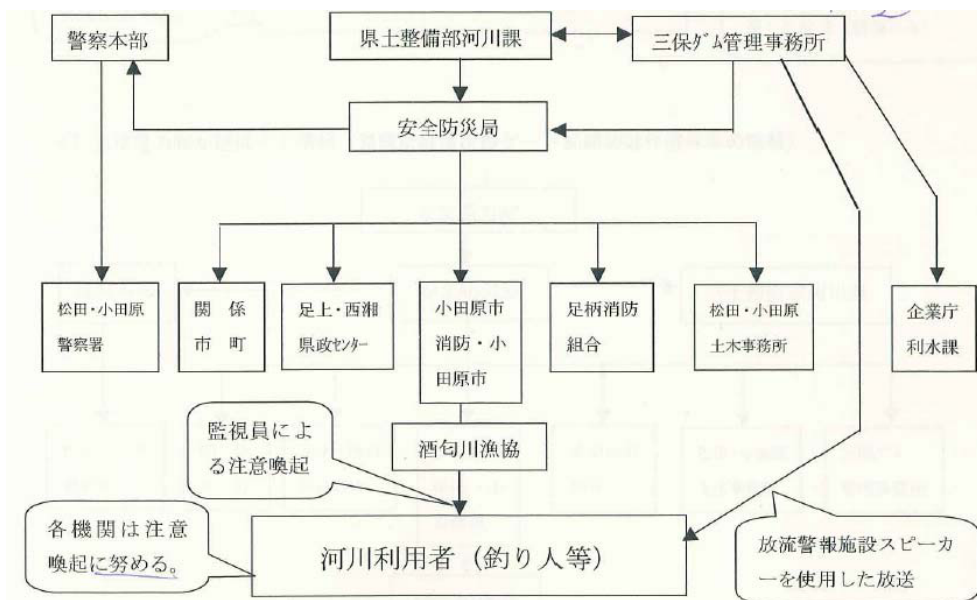 警察本部
県土整備部河川課
三保ダム管理事務所
安全防災局
松田・小田原
警察署
関係
市町
足上・西湘
県政センター
小田原市
消防・小
田原市
足柄消防
組合
松田・小田原
土木事務所
企業庁
利水課
監視員によ
る注意喚起
酒匂川漁協
各機関は注意
喚起に努める。
河川利用者（釣り人等）
放流警報施設スピーカ
ーを使用した放送